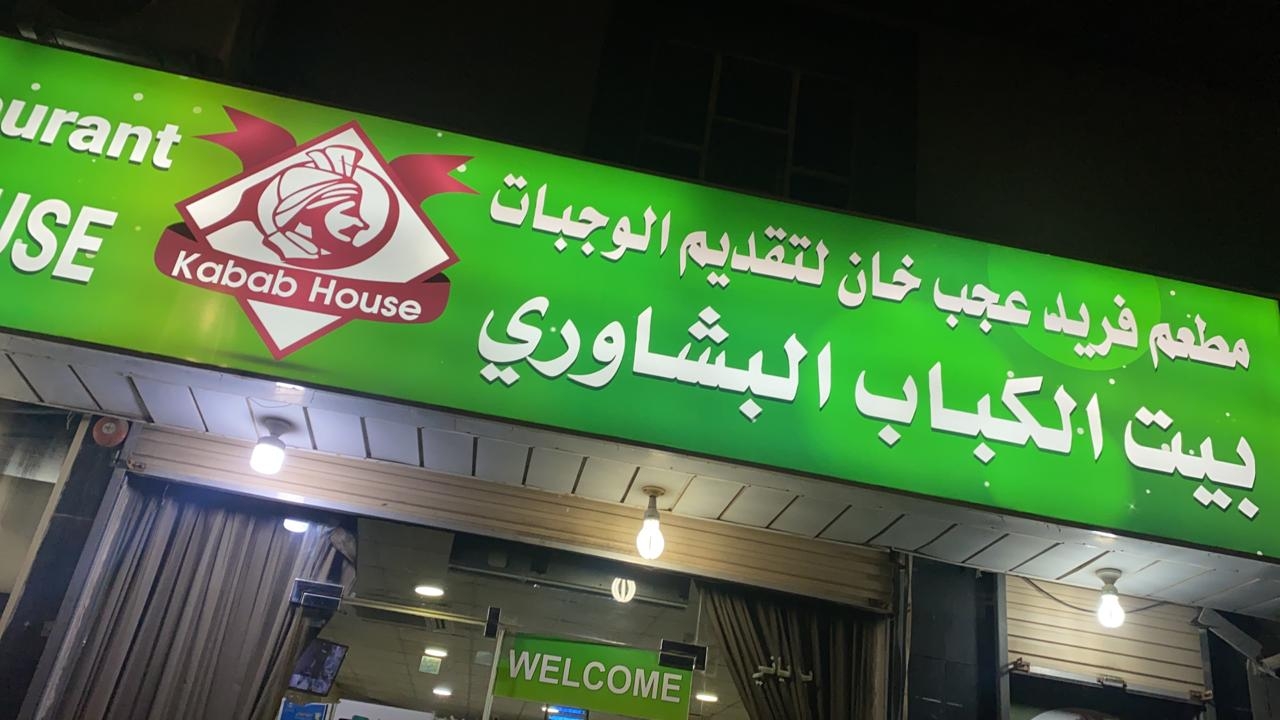 مطعم فريد عجب خان لتقديم الوجبات
بيت الكباب البشاوري
urant
USE
Kabab House
WELCOME